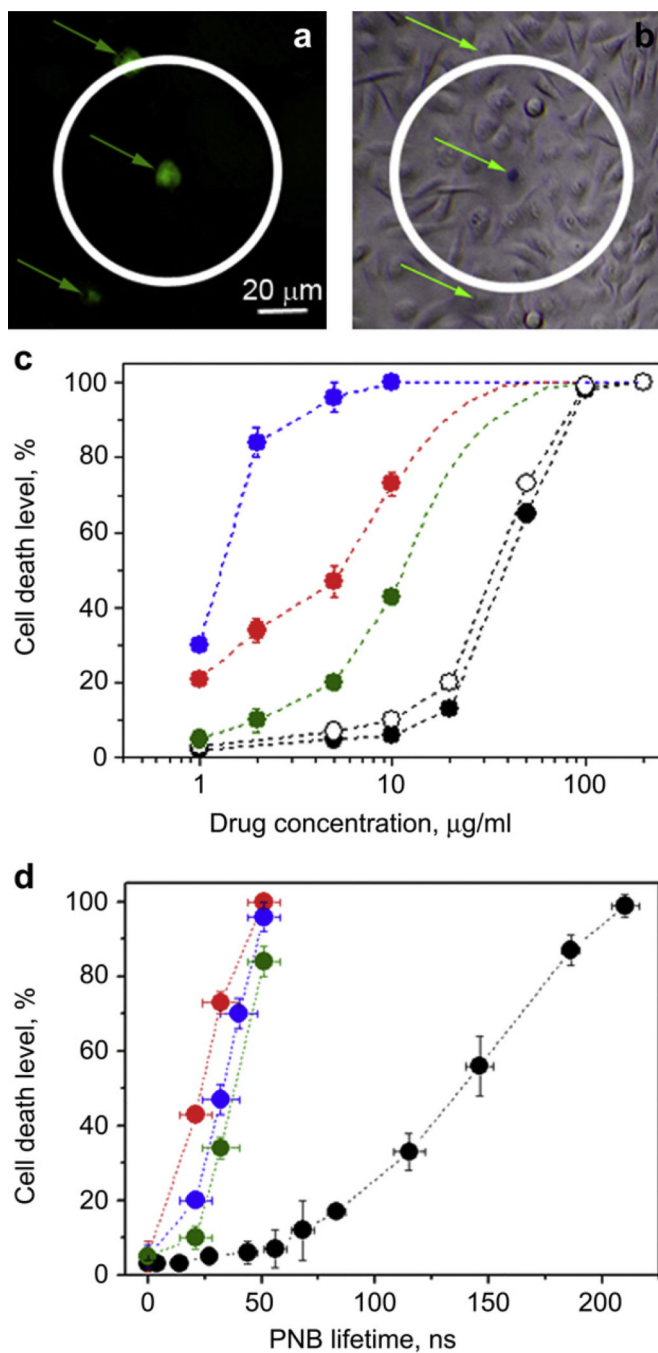 a
b
20 μm
c
Cell death level, %
100
80
60
40
20
0
1
10
100
Drug concentration, μg/ml
d
Cell death level, %
100
80
60
40
20
0
0
50
100
150
200
PNB lifetime, ns